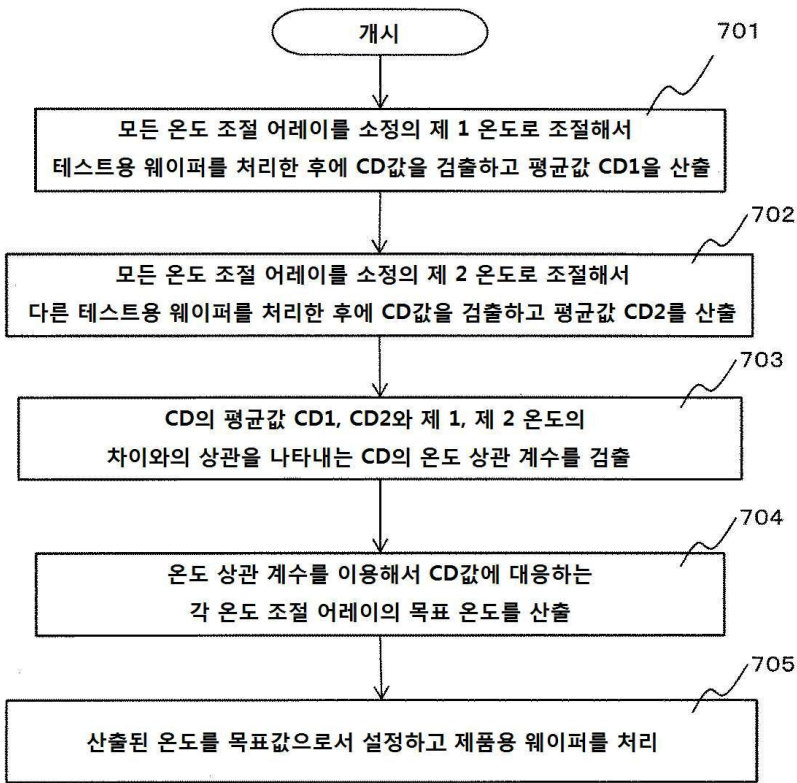 개시
701
모든 온도 조절 어레이를 소정의 제 1 온도로 조절해서
테스트용 웨이퍼를 처리한 후에 CD값을 검출하고 평균값 CD1을 산출
702
모든 온도 조절 어레이를 소정의 제 2 온도로 조절해서
다른 테스트용 웨이퍼를 처리한 후에 CD값을 검출하고 평균값 CD2를 산출
703
CD의 평균값 CD1, CD2와 제 1, 제 2 온도의
차이와의 상관을 나타내는 CD의 온도 상관 계수를 검출
704
온도 상관 계수를 이용해서 CD값에 대응하는
각 온도 조절 어레이의 목표 온도를 산출
705
산출된 온도를 목표값으로서 설정하고 제품용 웨이퍼를 처리